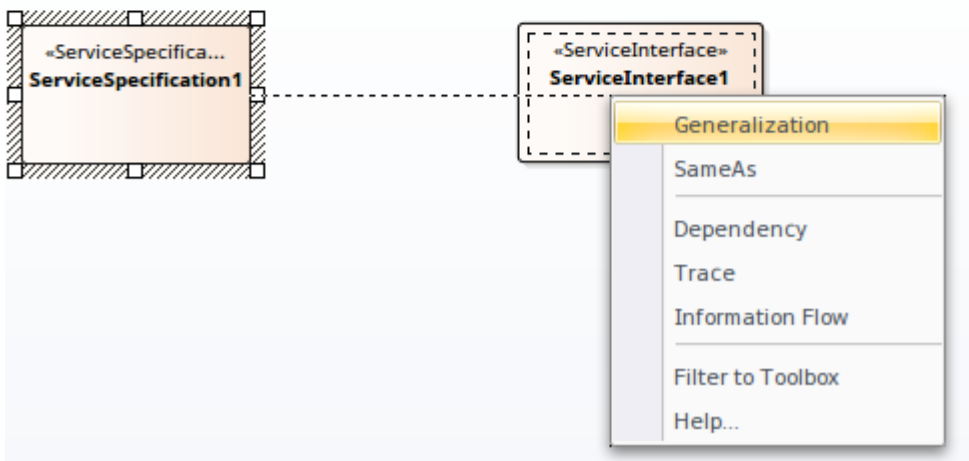 «ServiceSpecifica...
ServiceSpecification1
«ServiceInterface»
ServiceInterface1
Generalization
SameAs
Dependency
Trace
Information Flow
Filter to Toolbox
Help...